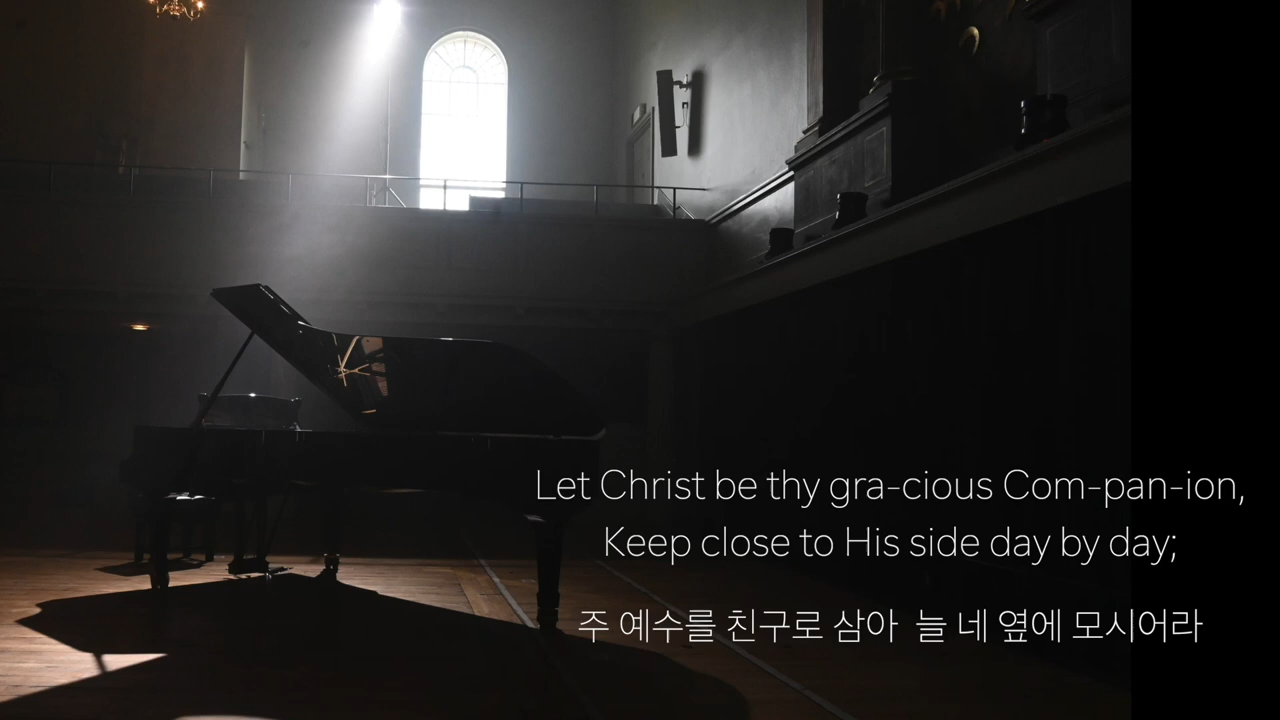 Let Christ be thy gra-cious Com-pan-ion,
Keep close to His side day by day;
주 예수를 친구로 삼아  늘 네 옆에 모시어라